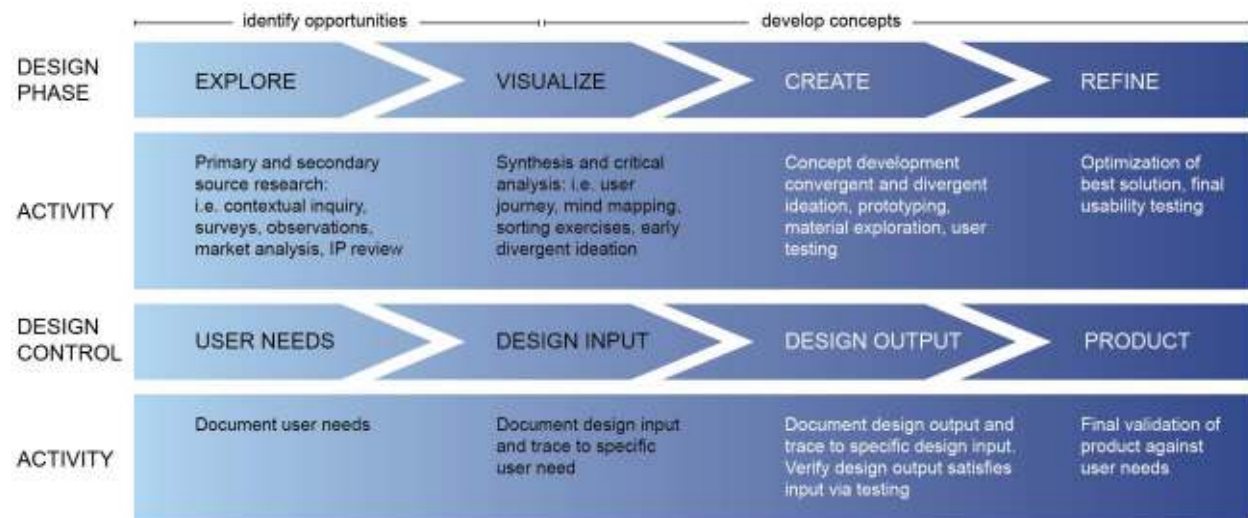 identify opportunities
develop concepts
DESIGN
PHASE
EXPLORE
VISUALIZE
CREATE
REFINE
ACTIVITY
Primary and secondary
source research:
i.e. contextual inquiry,
surveys, observations,
market analysis, IP review
Synthesis and critical
analysis: i.e. user
journey, mind mapping,
sorting exercises, early
divergent ideation
Concept development
convergent and divergent
ideation, prototyping,
material exploration, user
testing
Optimization of
best solution, final
usability testing
DESIGN
CONTROL
USER NEEDS
DESIGN INPUT
DESIGN OUTPUT
PRODUCT
ACTIVITY
Document user needs
Document design input
and trace to specific
user need
Document design output and
trace to specific design input.
Verify design output satisfies
input via testing
Final validation of
product against
user needs